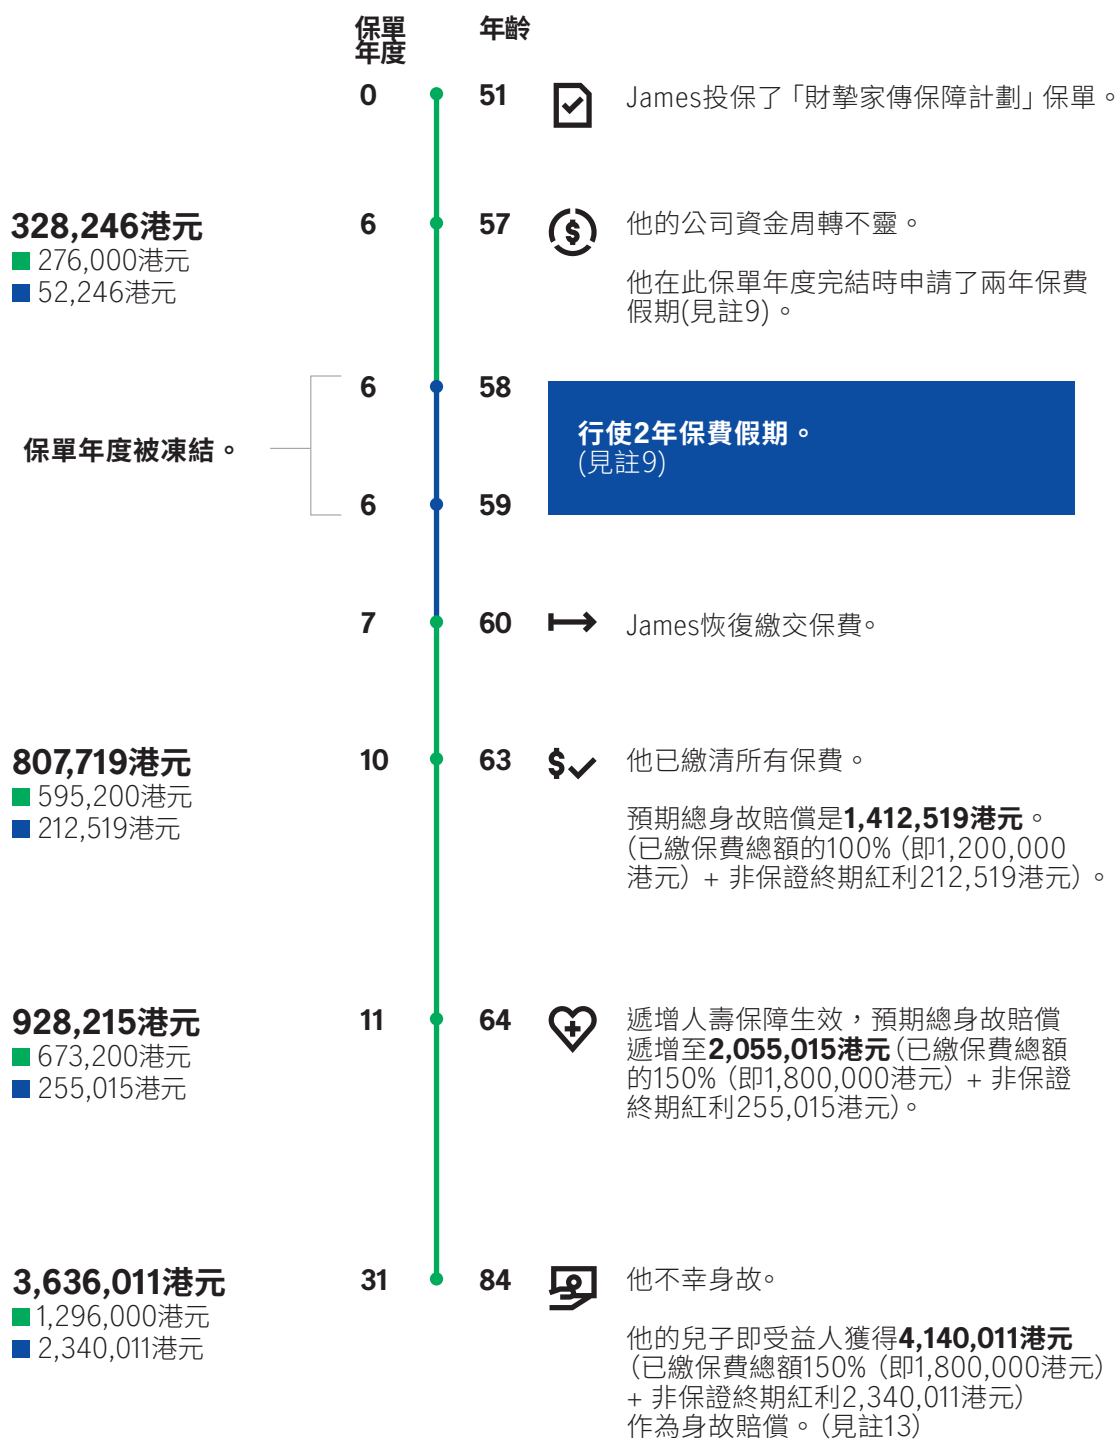 保單
年度
年齡
0
51
James投保了「財摯家傳保障計劃」保單。
328,246港元
276,000港元
52,246港元
6
57
他的公司資金周轉不靈。
他在此保單年度完結時申請了兩年保費
假期(見註9)。
保單年度被凍結。
6
58
行使2年保費假期。
(見註9)
6
59
7
60
James恢復繳交保費。
807,719港元
595,200港元
212,519港元
10
63
他已繳清所有保費。
預期總身故賠償是1,412,519港元。
(已繳保費總額的100% (即1,200,000
港元) + 非保證終期紅利212,519港元)。
928,215港元
673,200港元
255,015港元
11
64
遞增人壽保障生效，預期總身故賠償
遞增至2,055,015港元(已繳保費總額
的150% (即1,800,000港元) + 非保證
終期紅利255,015港元)。
3,636,011港元
1,296,000港元
2,340,011港元
31
84
他不幸身故。
他的兒子即受益人獲得4,140,011港元
(已繳保費總額150% (即1,800,000港元)
+ 非保證終期紅利2,340,011港元)
作為身故賠償。(見註13)